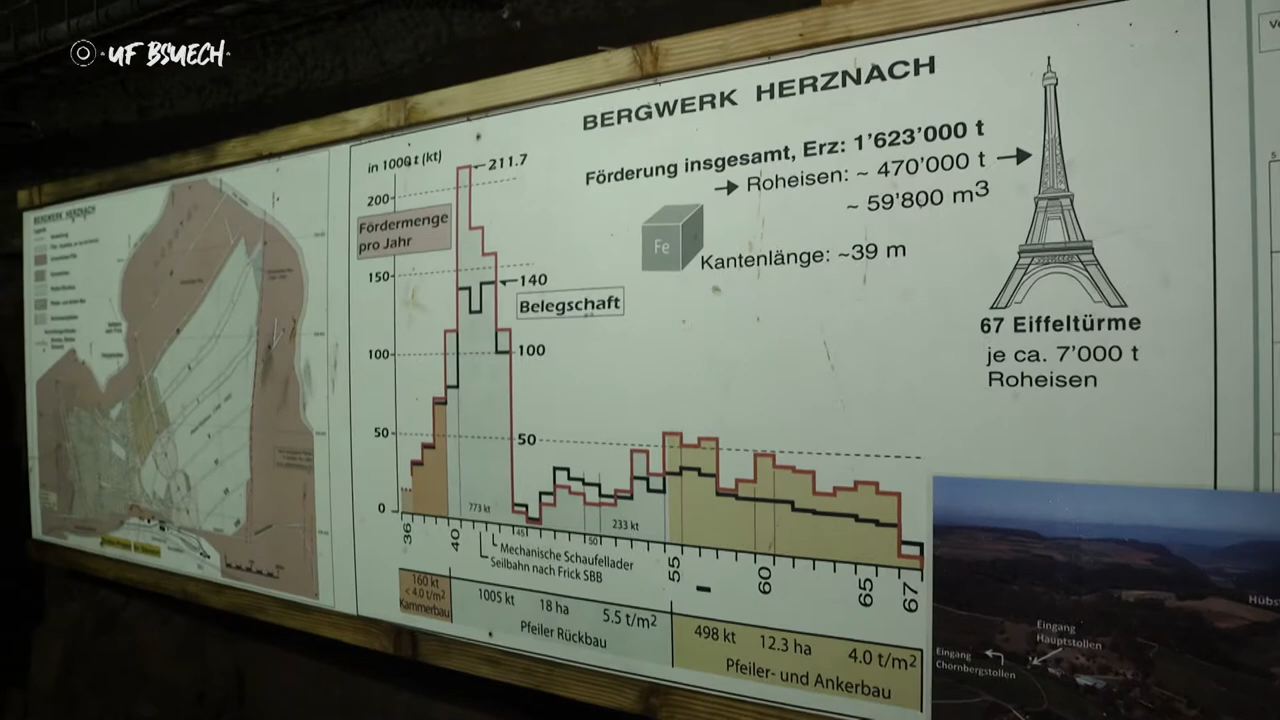 UF BSUECH
BERGWERK HERZNACH
BERGWERK HERZNACH
in 1000 t (kt)
211.7
200
Fördermenge
pro Jahr
150
140
Belegschaft
100
100
50
50
0
773 kt
233 kt
36
40
45
50
55
60
65
67
Mechanische Schaufellader
Seilbahn nach Frick SBB
160 kt
< 4.0 t/m²
Kammerbau
1005 kt 18 ha 5.5 t/m²
Pfeiler Rückbau
498 kt 12.3 ha 4.0 t/m²
Pfeiler- und Ankerbau
Förderung insgesamt, Erz: 1'623'000 t
Roheisen: ~ 470'000 t
~ 59'800 m³
Fe
Kantenlänge: ~39 m
67 Eiffeltürme
je ca. 7'000 t
Roheisen
Eingang
Hauptstollen
Eingang
Chornbergstollen
Hübs